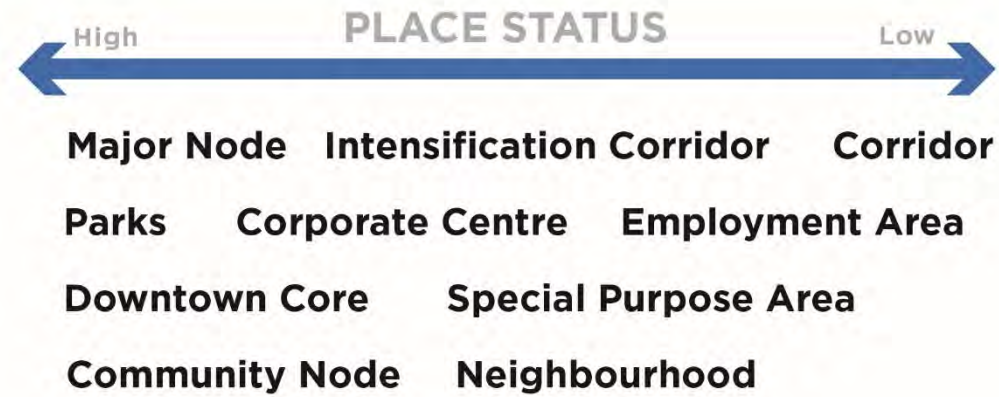 High PLACE STATUS Low
Major Node Intensification Corridor Corridor
Parks Corporate Centre Employment Area
Downtown Core Special Purpose Area
Community Node Neighbourhood